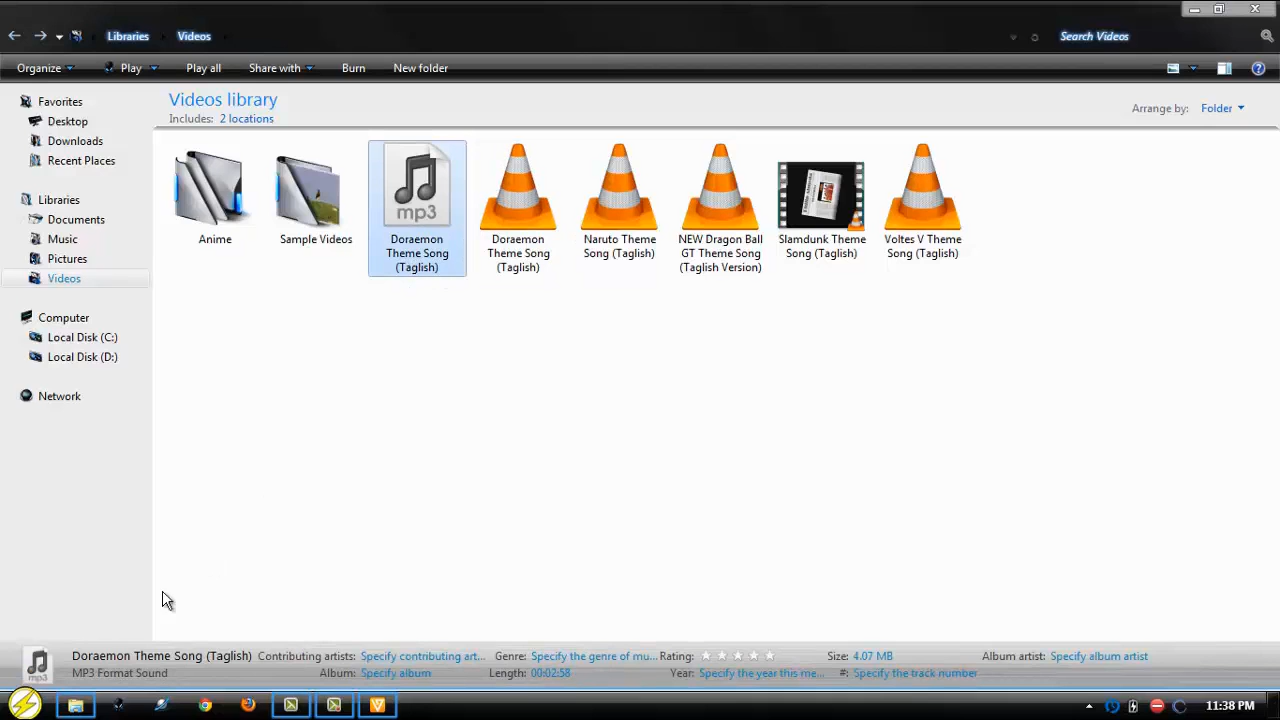 Libraries Videos Search Videos
Organize Play Play all Share with Burn New folder
Favorites
Desktop
Downloads
Recent Places
Libraries
Documents
Music
Pictures
Videos
Computer
Local Disk (C:)
Local Disk (D:)
Network
Videos library
Includes: 2 locations
Arrange by: Folder
Anime
Sample Videos
mp3
Doraemon
Theme Song
(Taglish)
Doraemon
Theme Song
(Taglish)
Naruto Theme
Song (Taglish)
NEW Dragon Ball
GT Theme Song
(Taglish Version)
Slamdunk Theme
Song (Taglish)
Voltes V Theme
Song (Taglish)
mp3
Doraemon Theme Song (Taglish) Contributing artists: Specify contributing art... Genre: Specify the genre of mu... Rating: Size: 4.07 MB Album artist: Specify album artist
MP3 Format Sound Album: Specify album Length: 00:02:58 Year: Specify the year this me... #: Specify the track number
11:38 PM